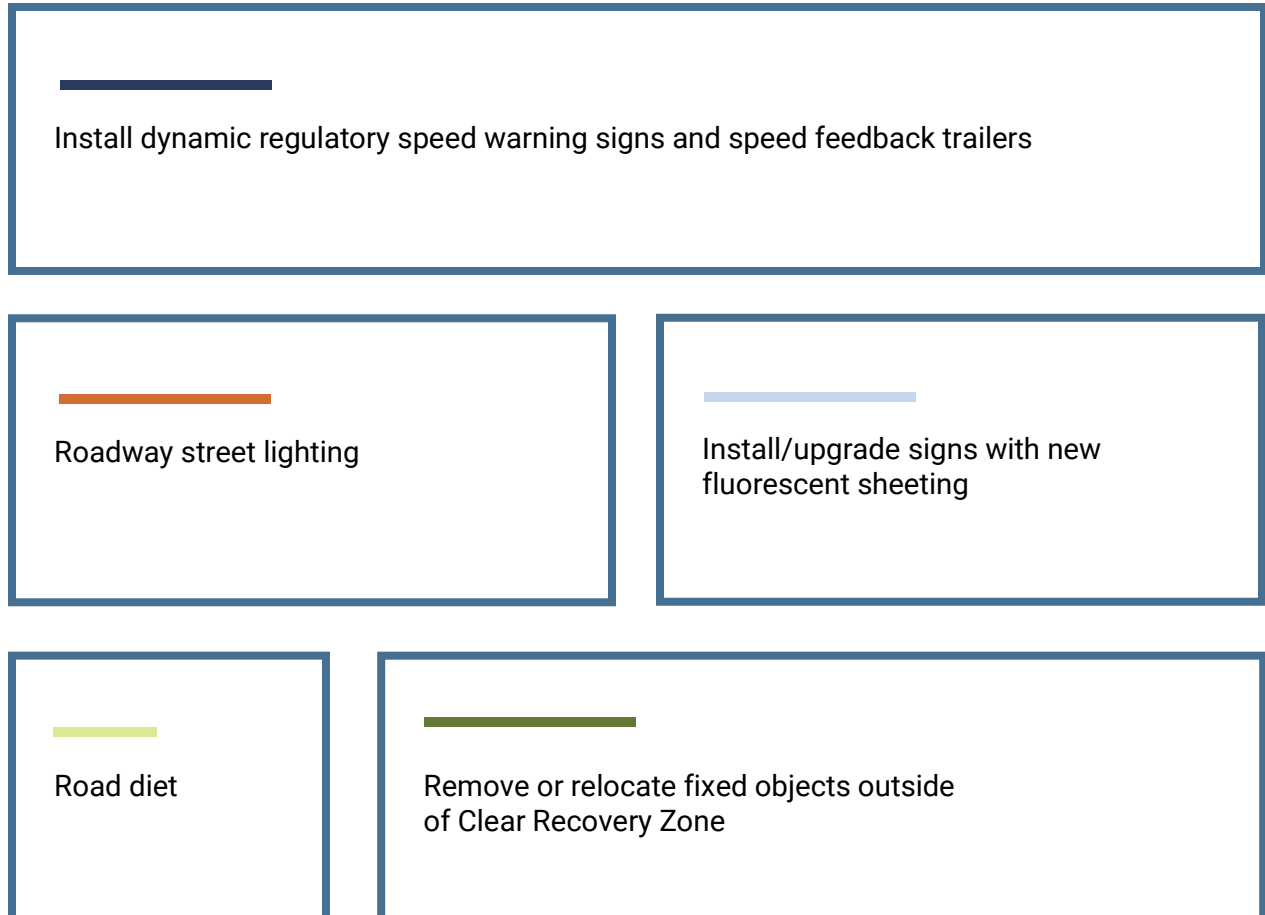 Install dynamic regulatory speed warning signs and speed feedback trailers
Roadway street lighting
Install/upgrade signs with new
fluorescent sheeting
Road diet
Remove or relocate fixed objects outside
of Clear Recovery Zone